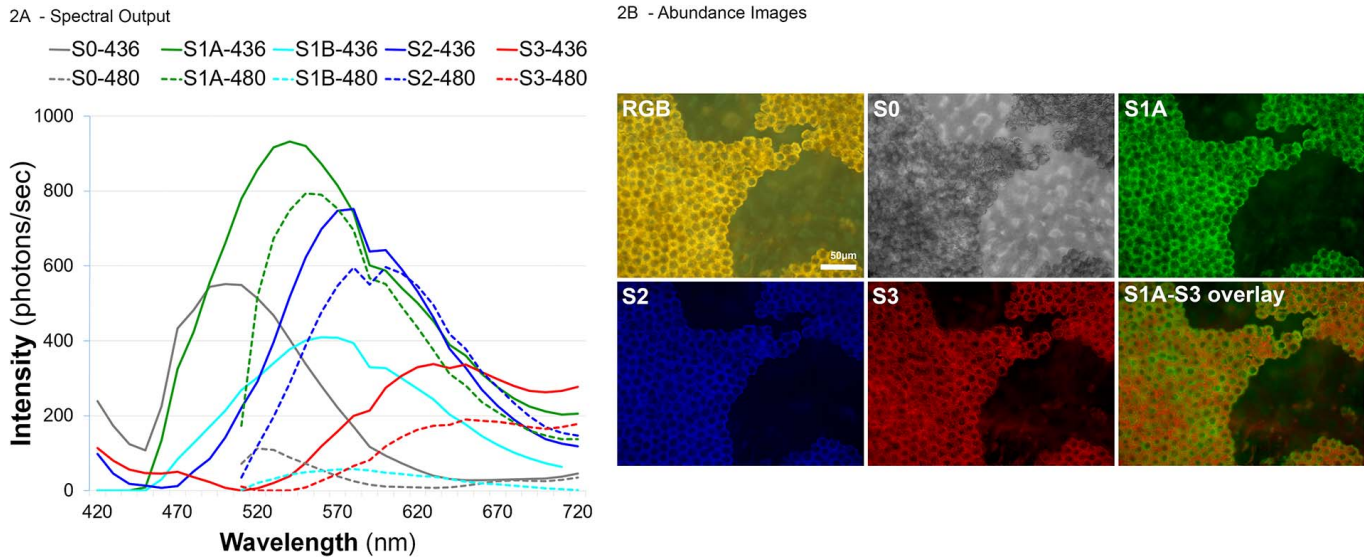 2A - Spectral Output
S0-436 S1A-436 S1B-436 S2-436 S3-436
S0-480 S1A-480 S1B-480 S2-480 S3-480
1000
800
600
400
200
0
Intensity (photons/sec)
420 470 520 570 620 670 720
Wavelength (nm)
2B - Abundance Images
RGB S0 S1A
50µm
S2 S3 S1A-S3 overlay